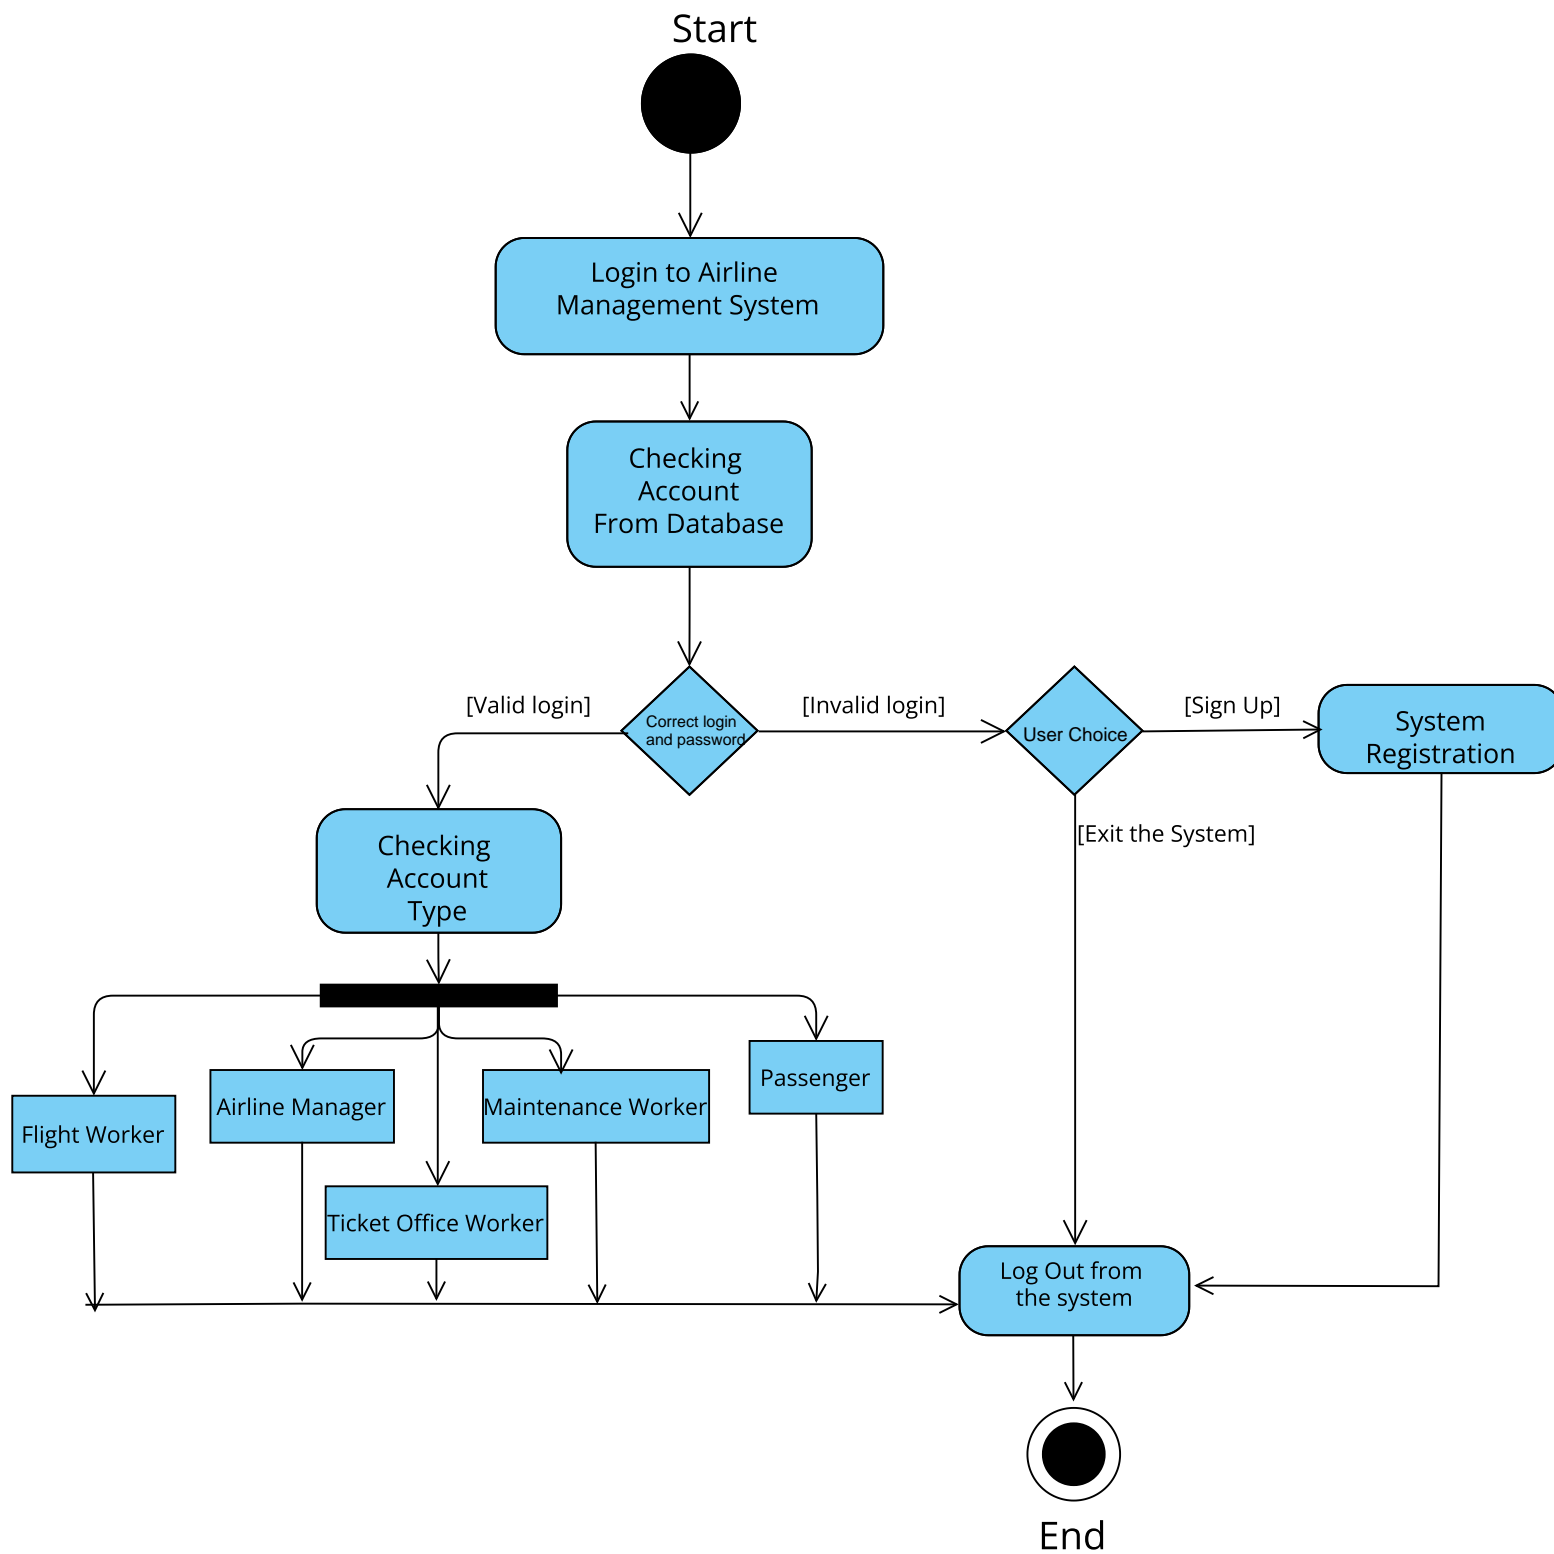 Start
Login to Airline
Management System
Checking
Account
From Database
[Valid login]
Correct login
and password
[Invalid login]
User Choice
[Sign Up]
System
Registration
[Exit the System]
Checking
Account
Type
Flight Worker
Airline Manager
Ticket Office Worker
Maintenance Worker
Passenger
Log Out from
the system
End